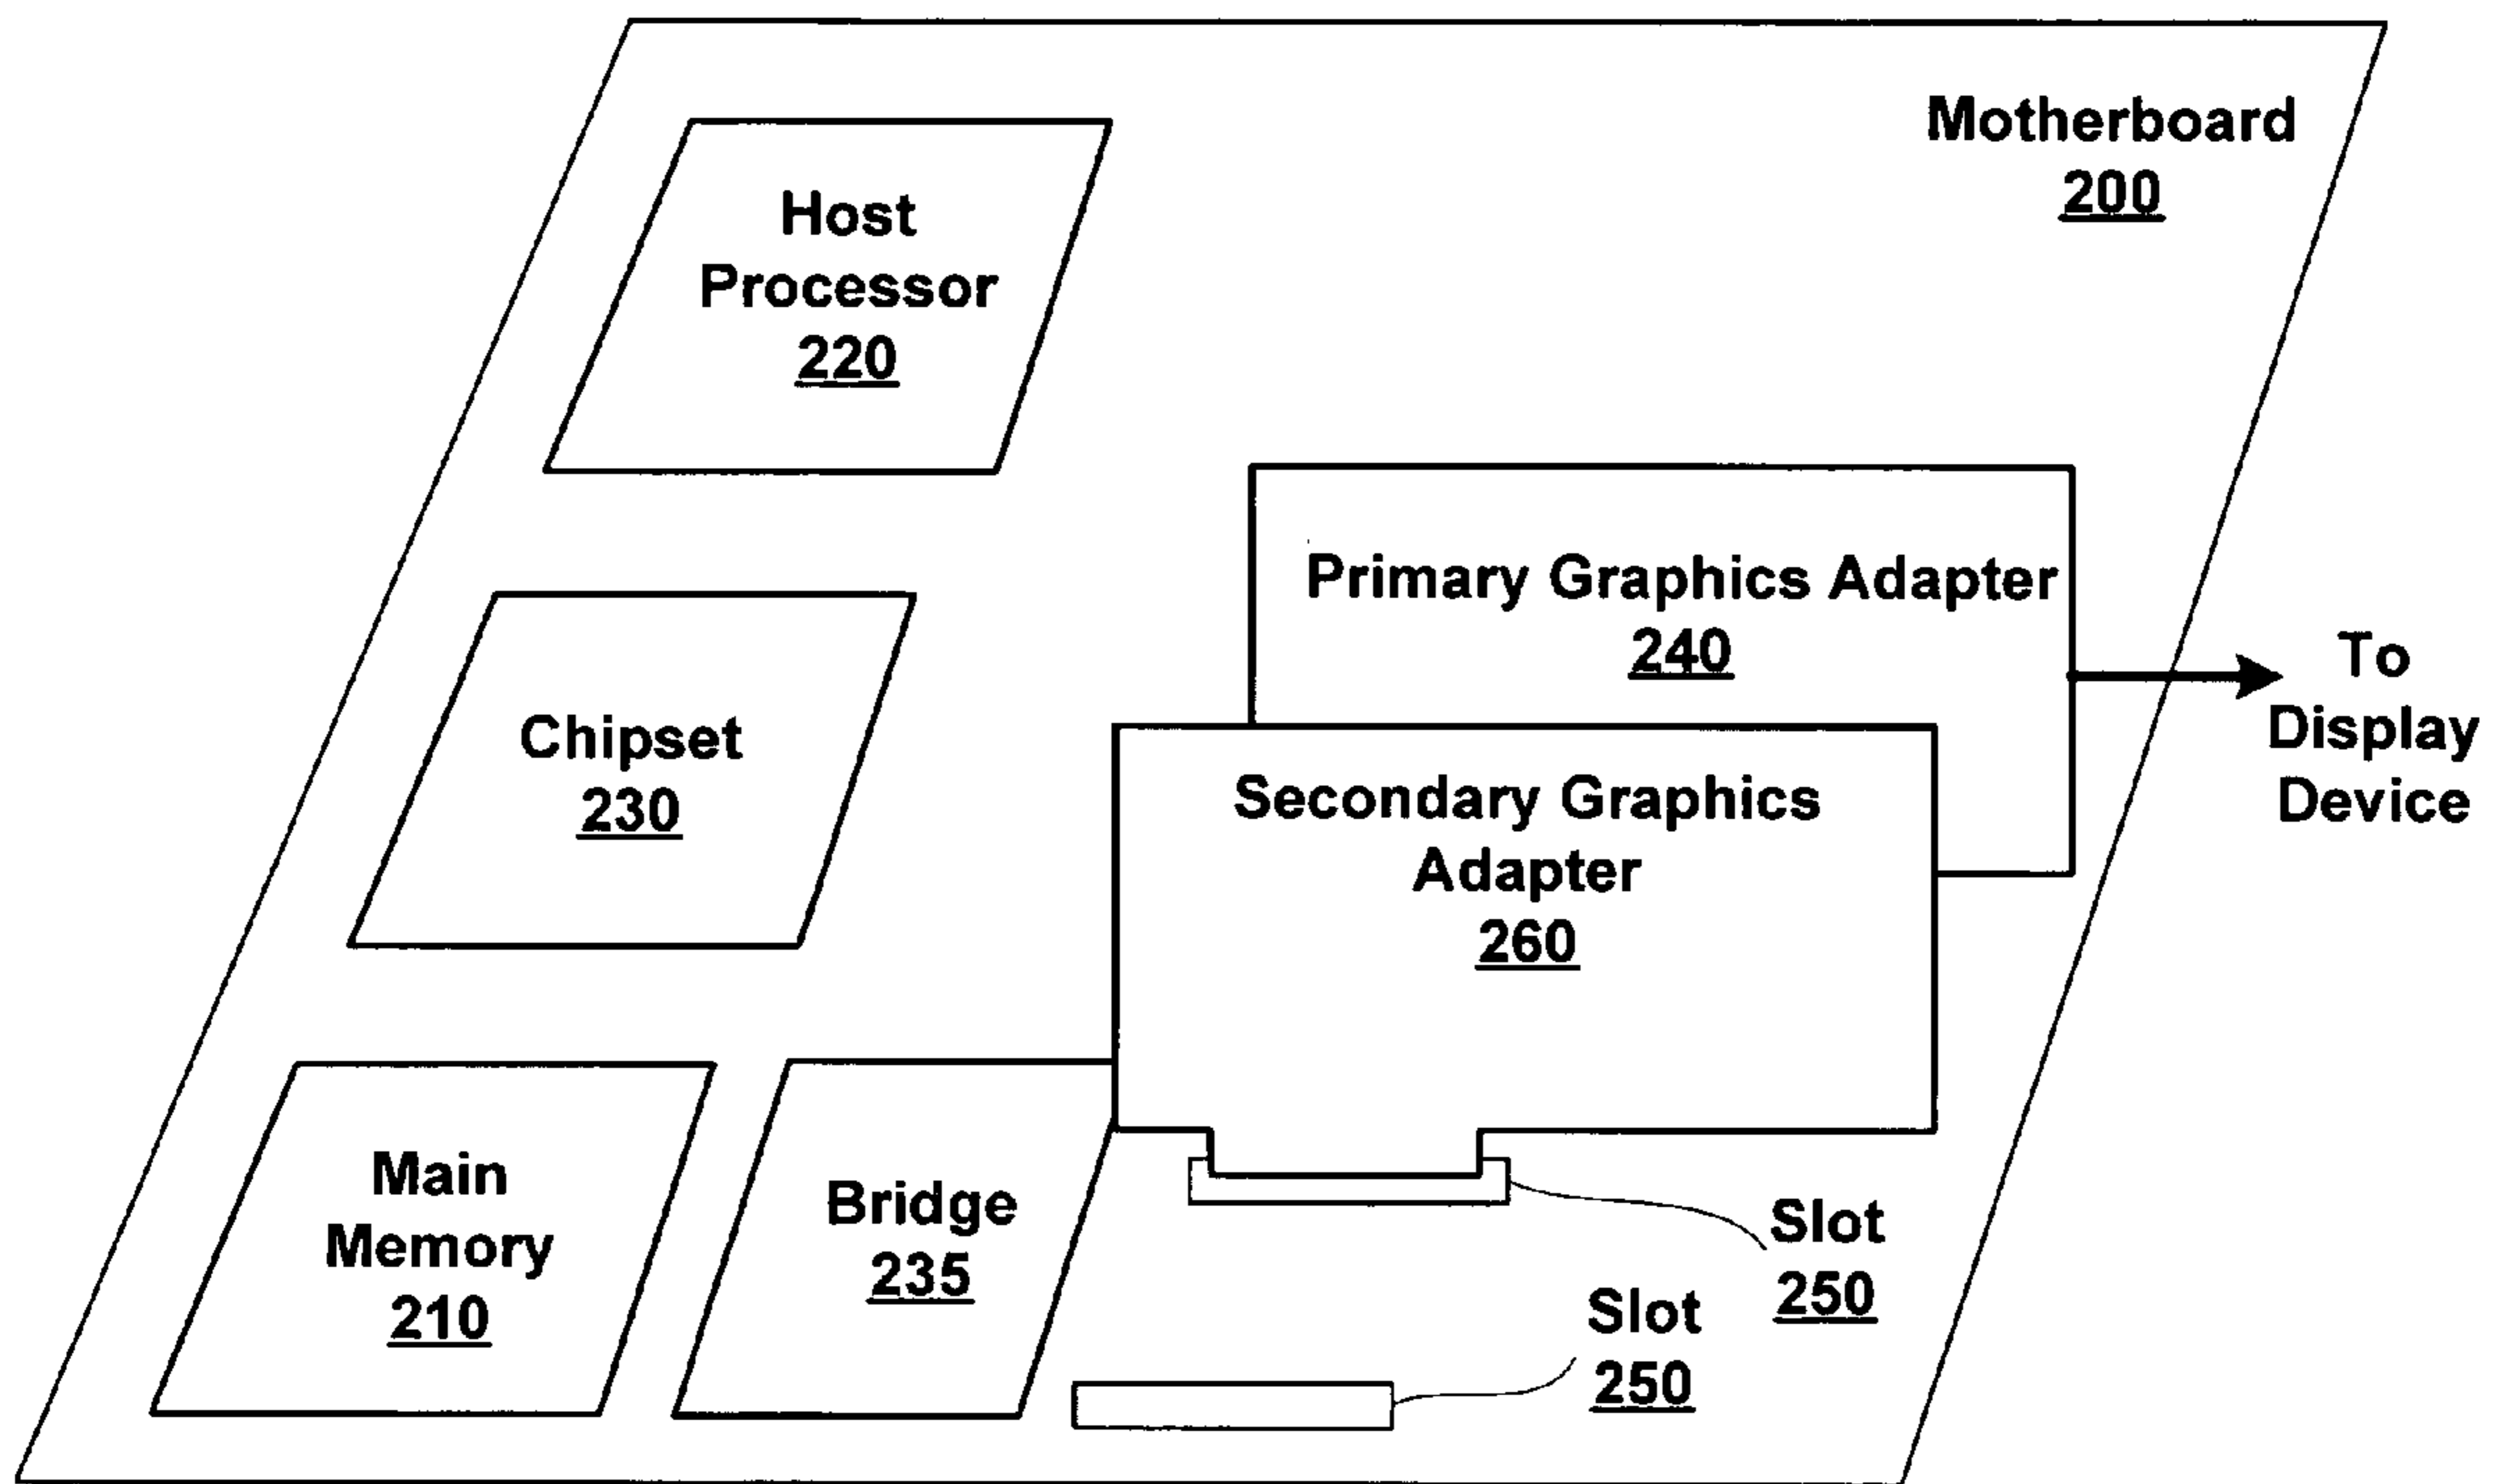 Motherboard
200
Host
Processor
220
Primary Graphics Adapter
240
To
Display
Device
Chipset
230
Secondary Graphics
Adapter
260
Main
Memory
210
Bridge
235
Slot
250
Slot
250